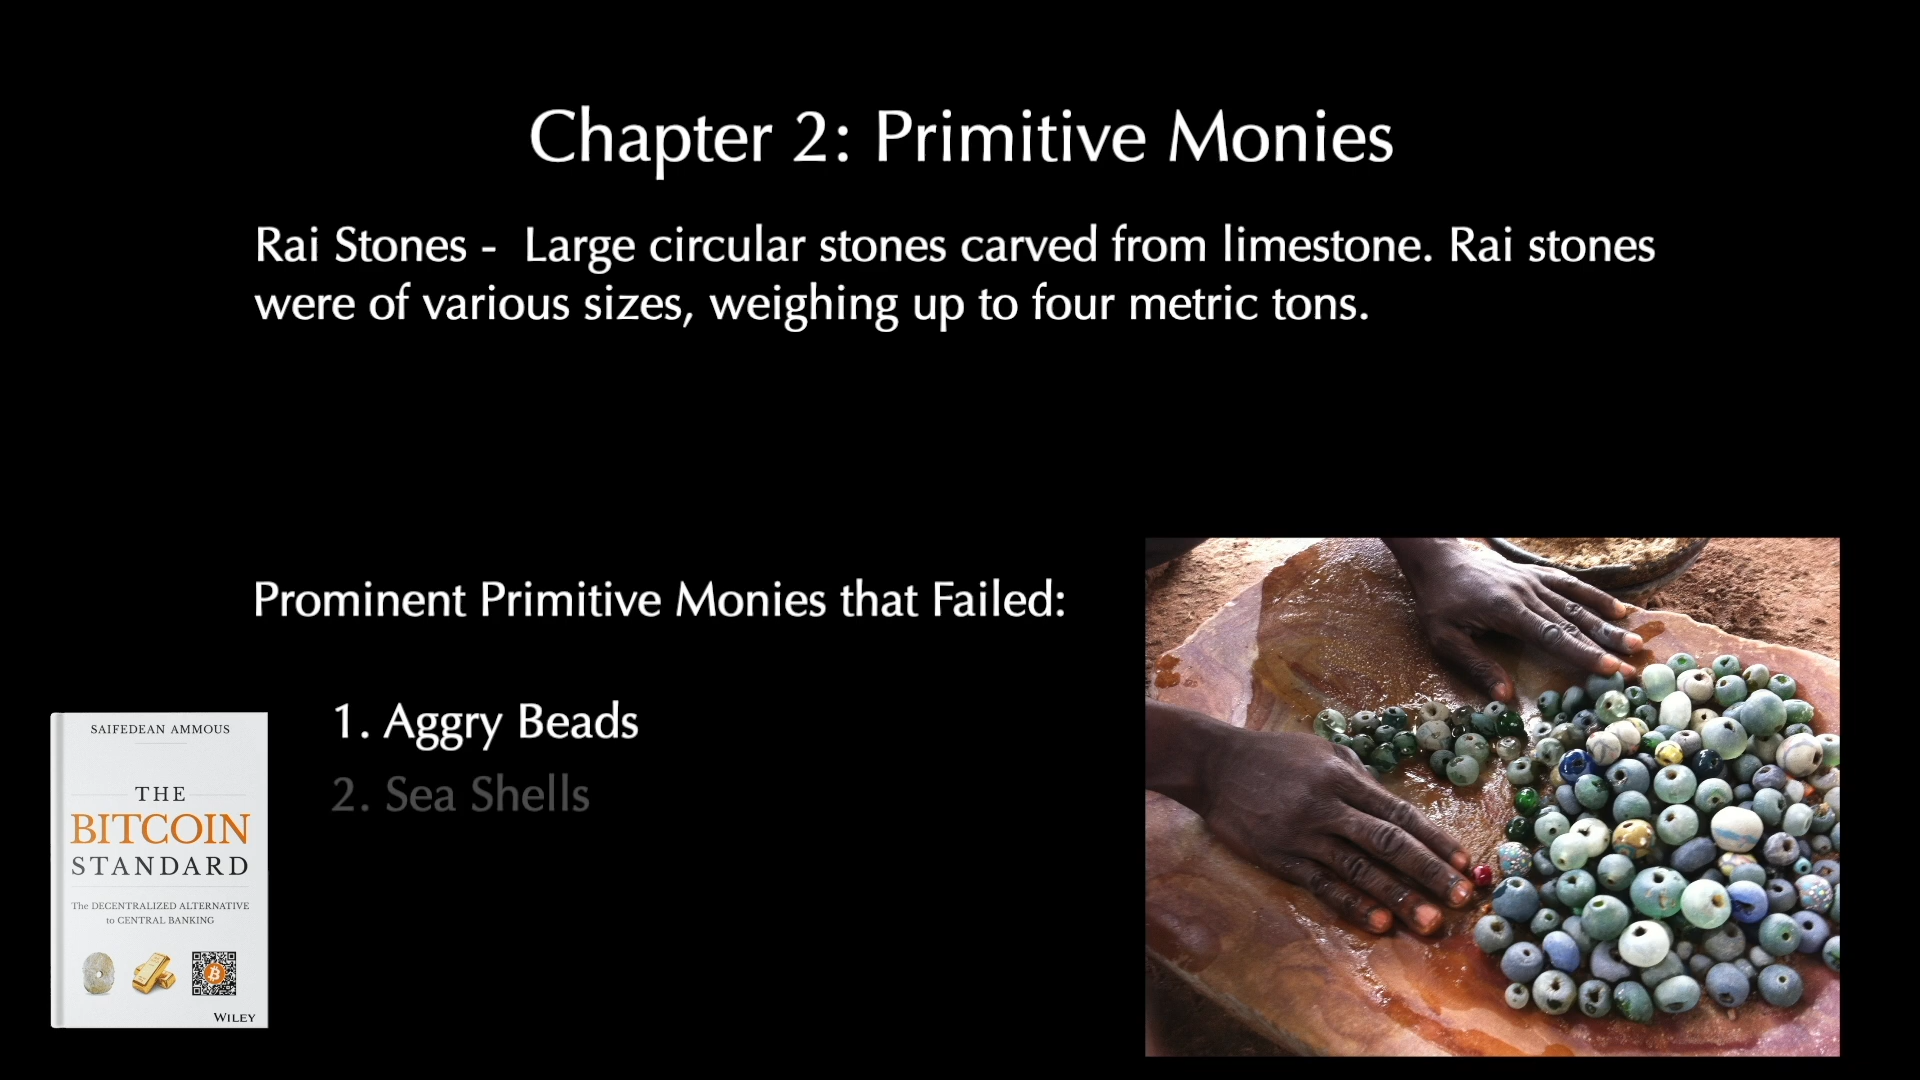 Chapter 2: Primitive Monies
Rai Stones - Large circular stones carved from limestone. Rai stones
were of various sizes, weighing up to four metric tons.
Prominent Primitive Monies that Failed:
1. Aggry Beads
2. Sea Shells
SAIFEDEAN AMMOUS
THE
BITCOIN
STANDARD
The DECENTRALIZED ALTERNATIVE
to CENTRAL BANKING
WILEY